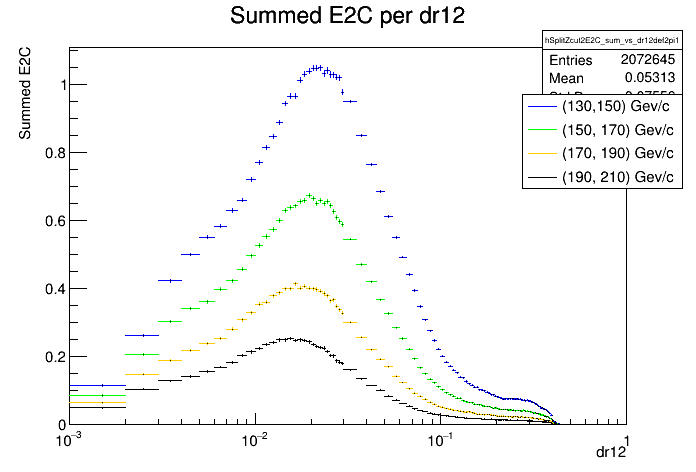 Summed E2C per dr12
hSplitZcut2E2C_sum_vs_dr12def2pi1
Entries 2072645
Mean 0.05313
(130,150) Gev/c
(150, 170) Gev/c
(170, 190) Gev/c
(190, 210) Gev/c
Summed E2C
1
0.8
0.6
0.4
0.2
0
10⁻³ 10⁻² 10⁻¹ 1
dr12